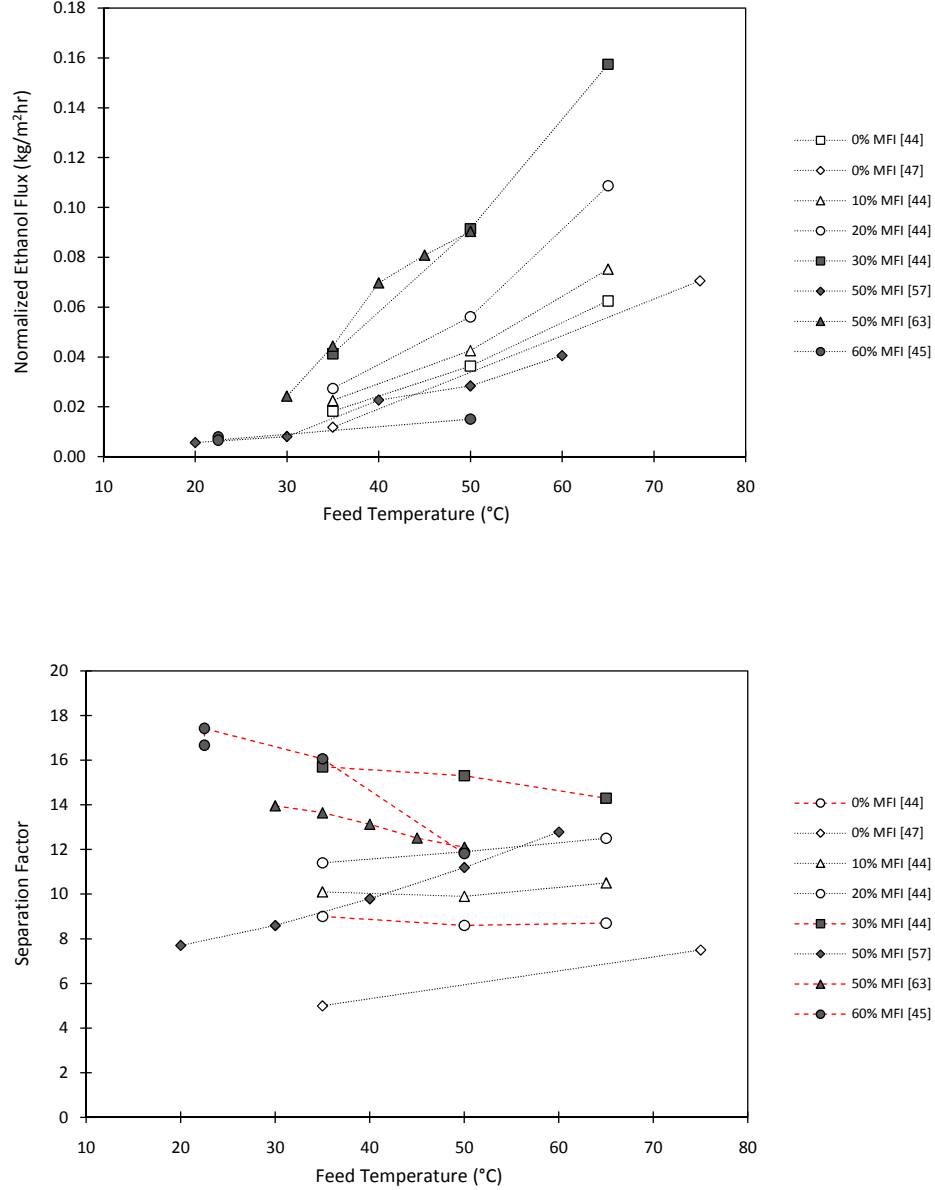 0.18
0.16
0.14
0.12
0.10
0.08
0.06
0.04
0.02
0.00
Normalized Ethanol Flux (kg/m²hr)
10 20 30 40 50 60 70 80
Feed Temperature (°C)
0% MFI [44]
0% MFI [47]
10% MFI [44]
20% MFI [44]
30% MFI [44]
50% MFI [57]
50% MFI [63]
60% MFI [45]
20
18
16
14
12
10
8
6
4
2
0
Separation Factor
10 20 30 40 50 60 70 80
Feed Temperature (°C)
0% MFI [44]
0% MFI [47]
10% MFI [44]
20% MFI [44]
30% MFI [44]
50% MFI [57]
50% MFI [63]
60% MFI [45]